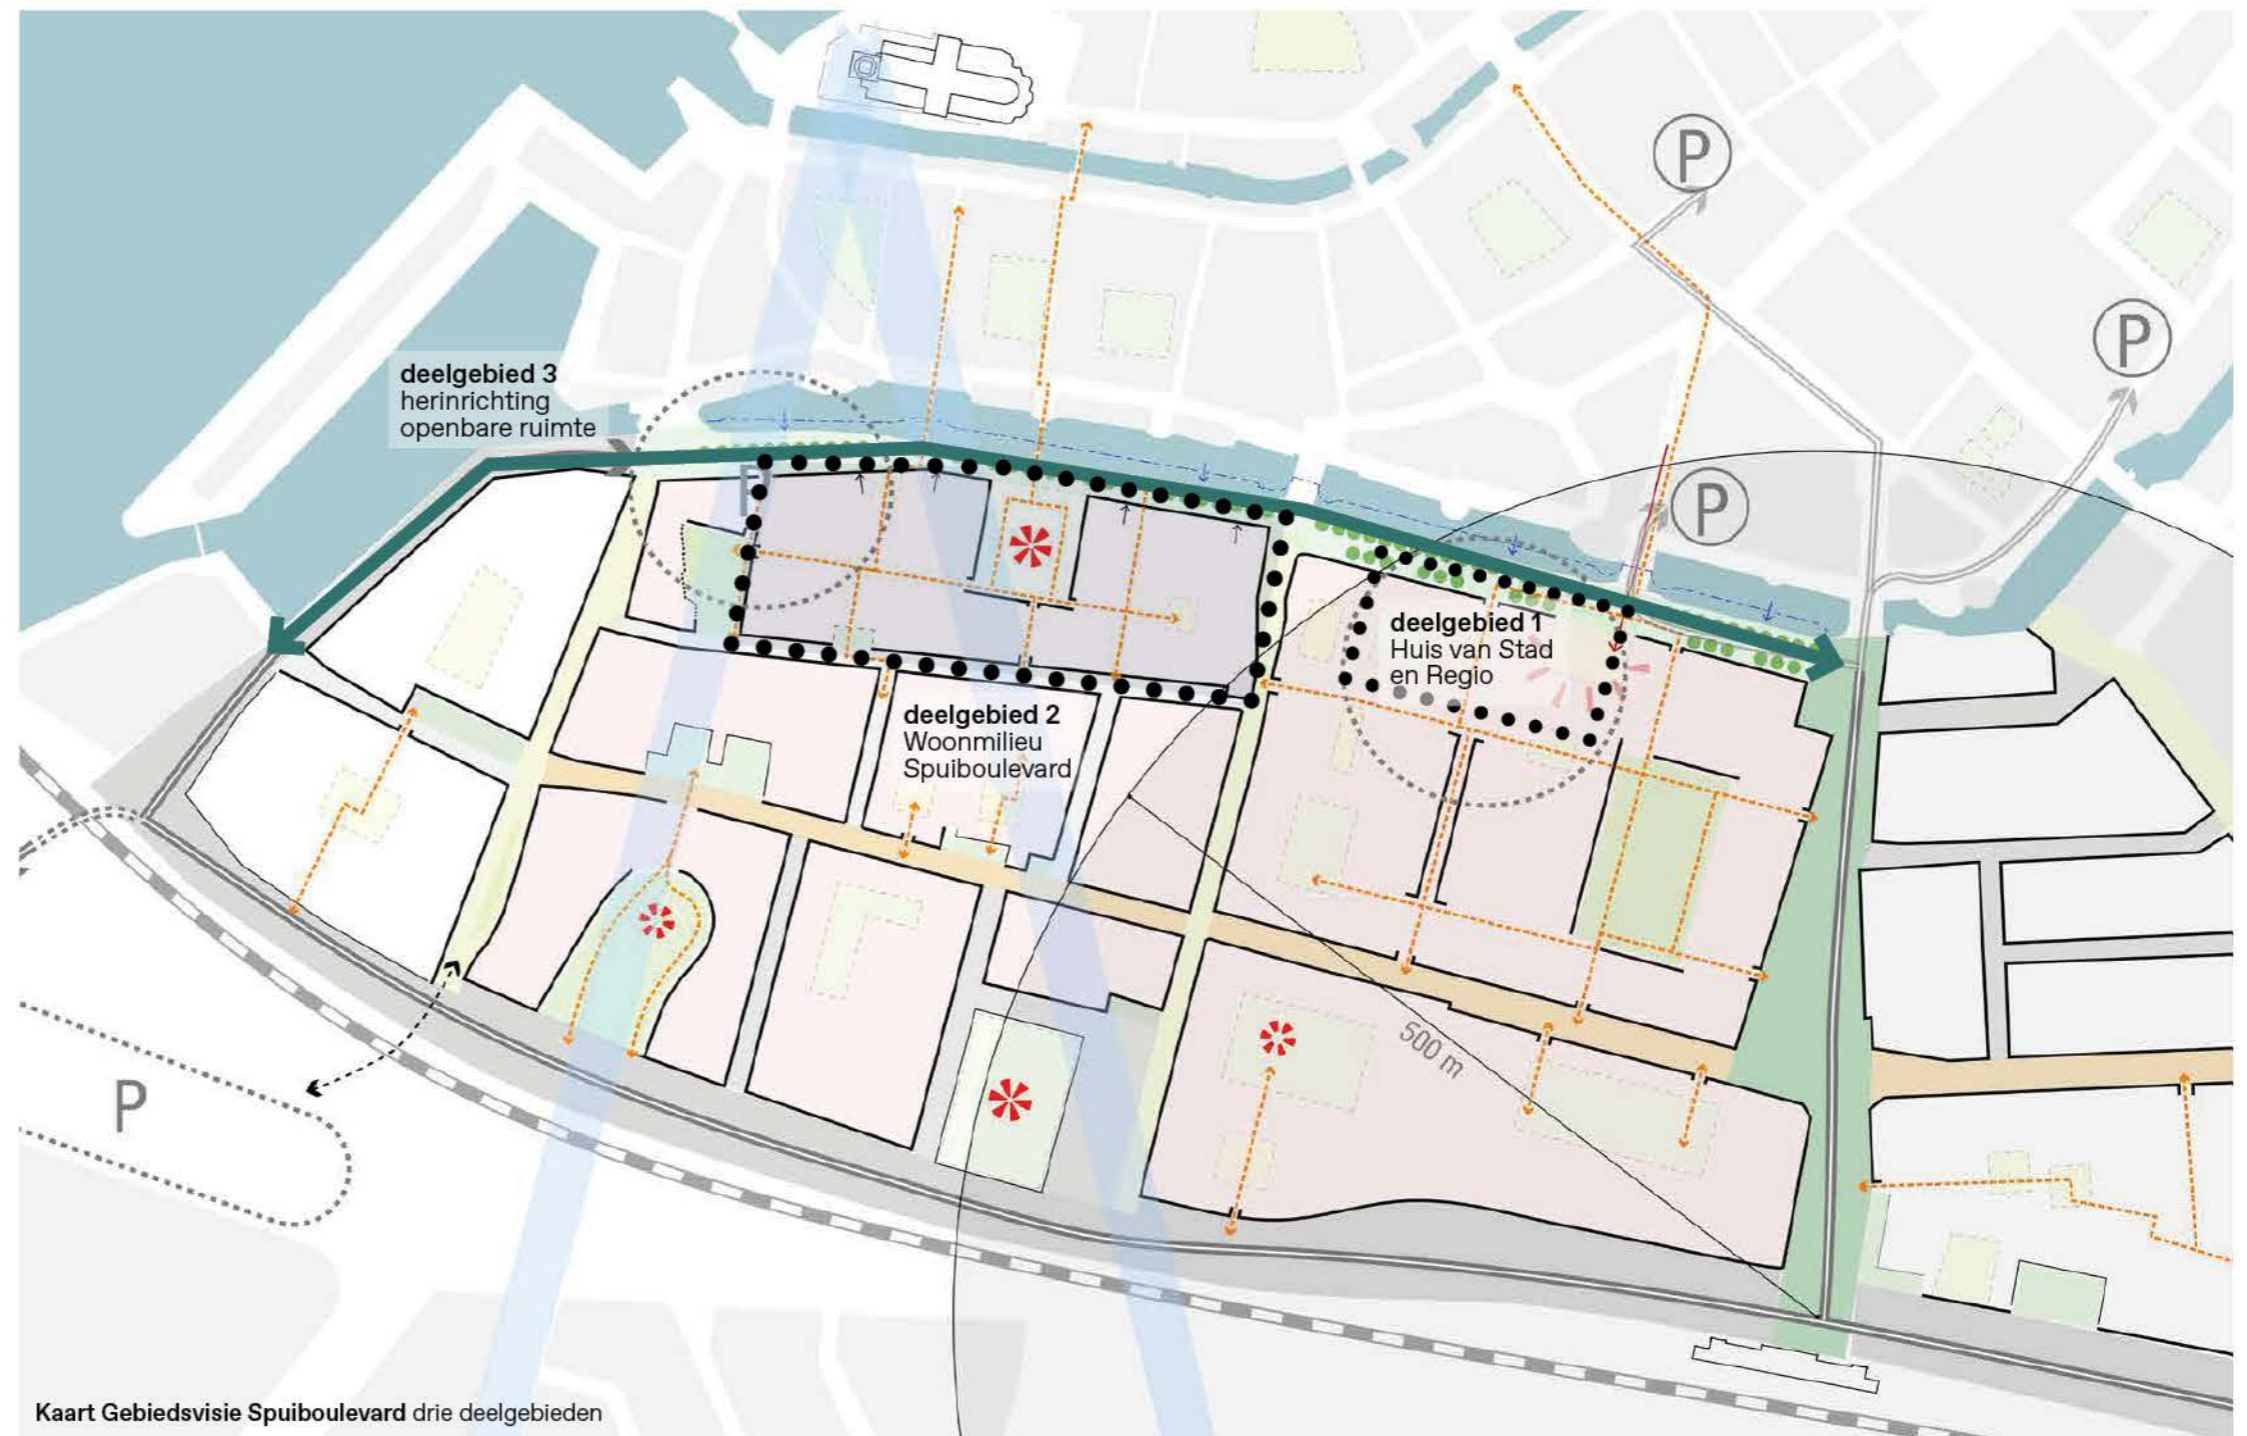 P
P
deelgebied 3
herinrichting
openbare ruimte
P
P
deelgebied 1
Huis van Stad
en Regio
deelgebied 2
Woonmilieu
Spuiboulevard
500 m
P
Kaart Gebiedsvisie Spuiboulevard drie deelgebieden